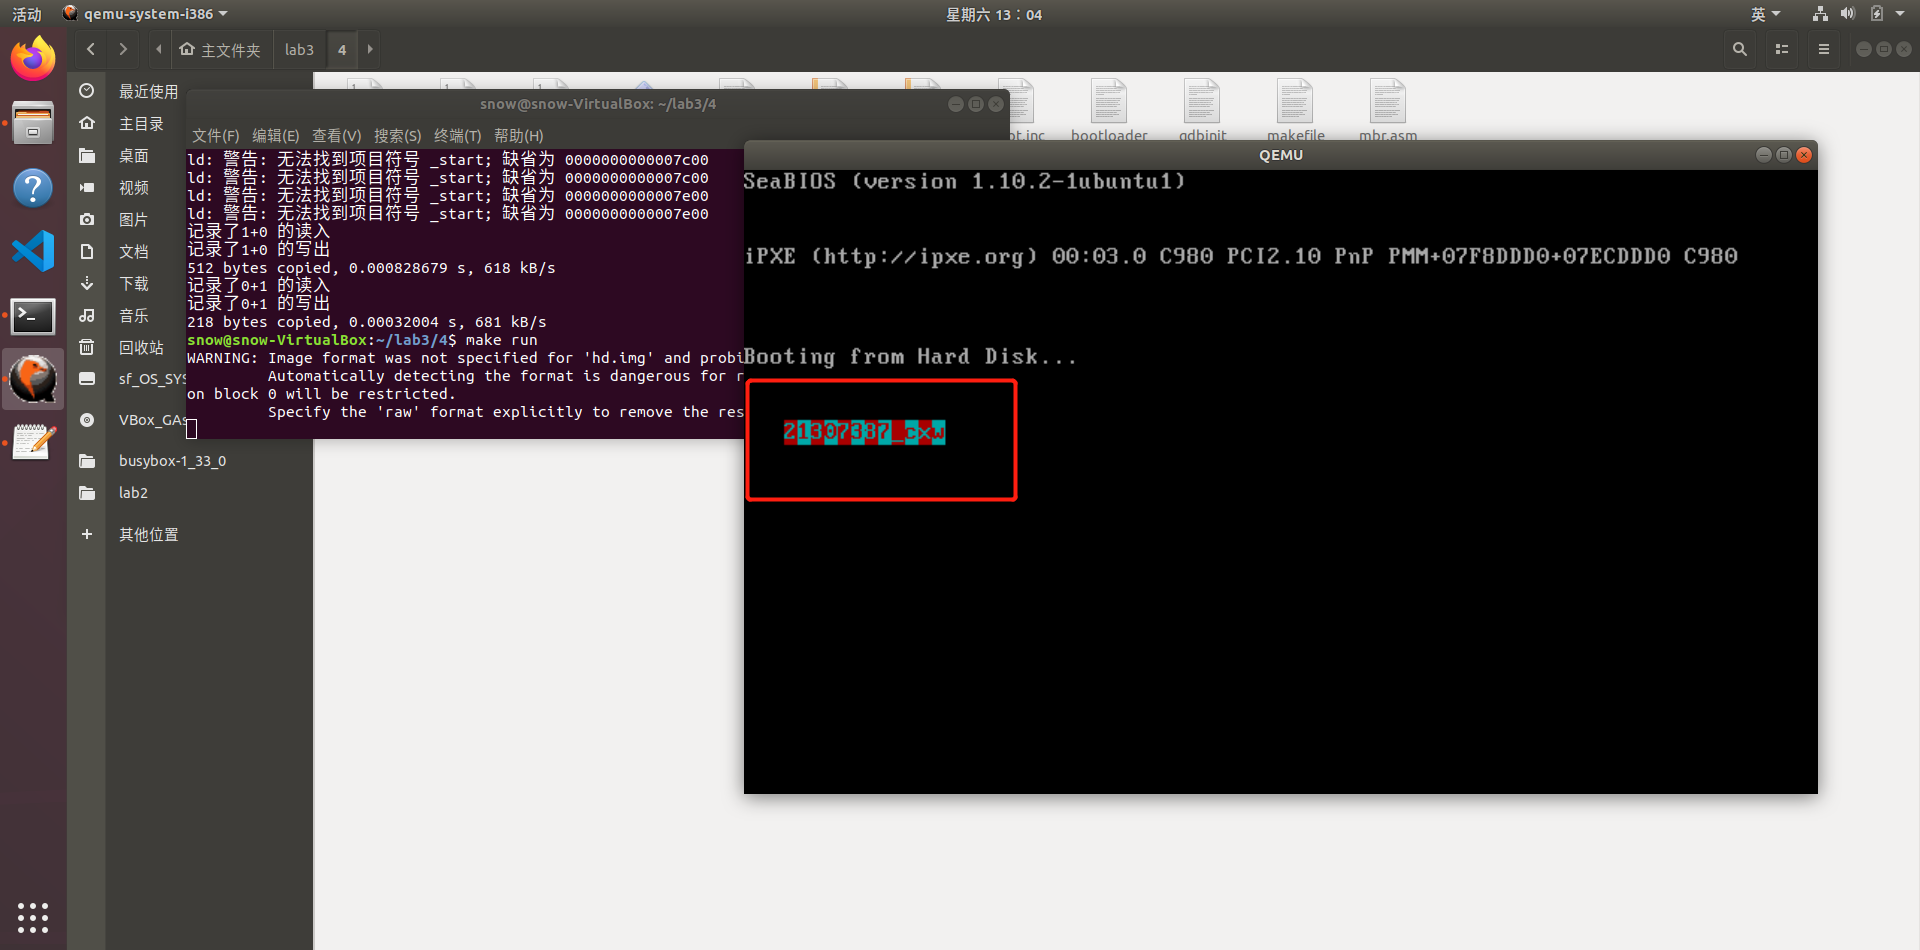 活动
qemu-system-i386
星期六 13：04
英
主文件夹
lab3
4
最近使用
主目录
桌面
视频
图片
文档
下载
音乐
回收站
sf_OS_SYS
VBox_GAs
busybox-1_33_0
lab2
其他位置
bootloader
gdbinit
makefile
mbr.asm
snow@snow-VirtualBox: ~/lab3/4
文件(F) 编辑(E) 查看(V) 搜索(S) 终端(T) 帮助(H)
ld: 警告: 无法找到项目符号 _start; 缺省为 0000000000007c00
ld: 警告: 无法找到项目符号 _start; 缺省为 0000000000007c00
ld: 警告: 无法找到项目符号 _start; 缺省为 0000000000007e00
ld: 警告: 无法找到项目符号 _start; 缺省为 0000000000007e00
记录了1+0 的读入
记录了1+0 的写出
512 bytes copied, 0.000828679 s, 618 kB/s
记录了0+1 的读入
记录了0+1 的写出
218 bytes copied, 0.00032004 s, 681 kB/s
snow@snow-VirtualBox:~/lab3/4$ make run
WARNING: Image format was not specified for 'hd.img' and probi
Automatically detecting the format is dangerous for r
on block 0 will be restricted.
Specify the 'raw' format explicitly to remove the res
QEMU
SeaBIOS (version 1.10.2-1ubuntu1)
iPXE (http://ipxe.org) 00:03.0 C980 PCI2.10 PnP PMM+07F8DDD0+07ECDDD0 C980
Booting from Hard Disk...
21307387_cxw